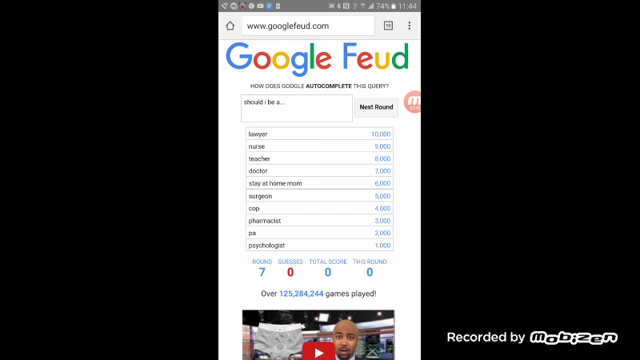 74% 11:44
www.googlefeud.com
Google Feud
HOW DOES GOOGLE AUTOCOMPLETE THIS QUERY?
should i be a...
Next Round
lawyer 10,000
nurse 9,000
teacher 8,000
doctor 7,000
stay at home mom 6,000
surgeon 5,000
cop 4,000
pharmacist 3,000
pa 2,000
psychologist 1,000
ROUND GUESSES TOTAL SCORE THIS ROUND
7 0 0 0
Over 125,284,244 games played!
Recorded by Mobizen